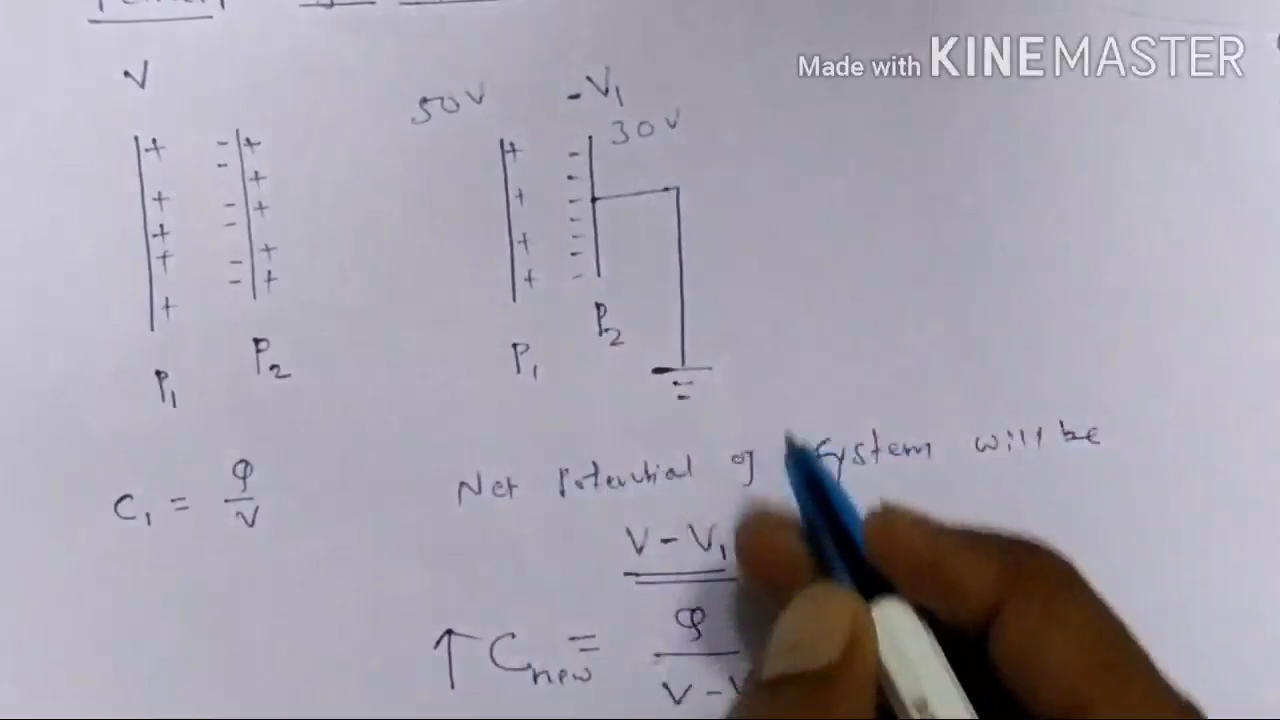 Made with KINEMASTER
V
50V
-V1
30V
+ - - + + + - + + - + + - + + - + +
P1
P2
P1
P2
C1 = φ/V
Net Potential of system will be
V - V1
↑ Cnew = φ/V-V